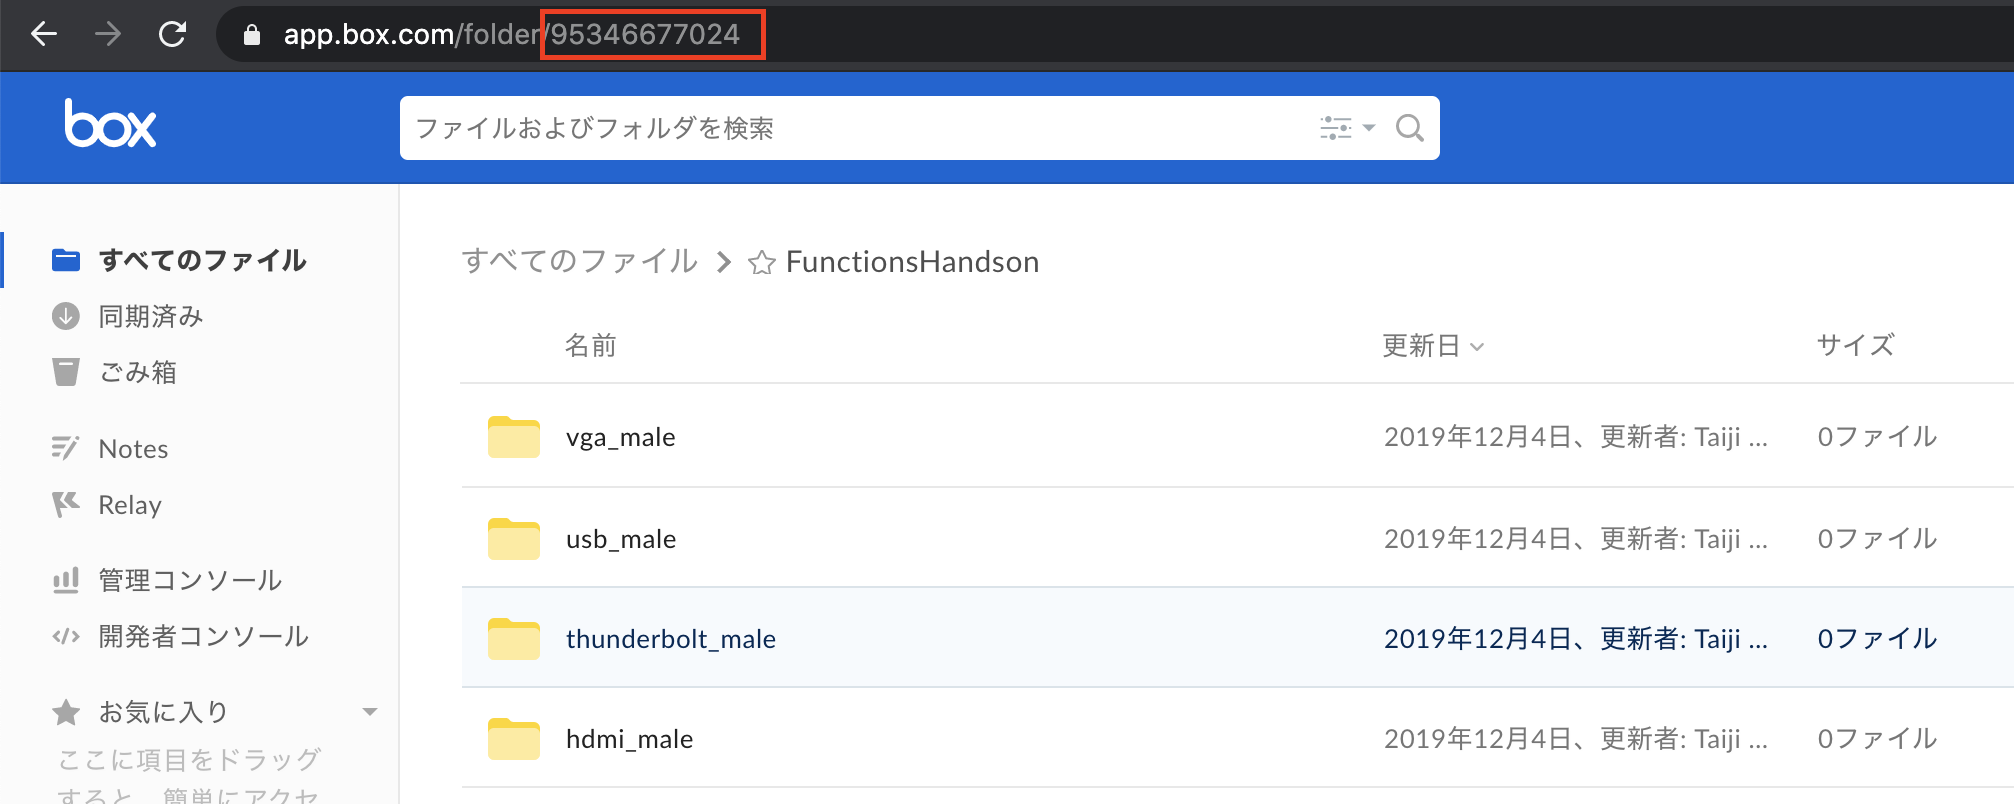 app.box.com/folder/95346677024
box
ファイルおよびフォルダを検索
すべてのファイル
同期済み
ごみ箱
Notes
Relay
管理コンソール
開発者コンソール
お気に入り
ここに項目をドラッグ
すると、簡単にアクセ
すべてのファイル > FunctionsHandson
名前 更新日 サイズ
vga_male 2019年12月4日、更新者: Taiji ... 0ファイル
usb_male 2019年12月4日、更新者: Taiji ... 0ファイル
thunderbolt_male 2019年12月4日、更新者: Taiji ... 0ファイル
hdmi_male 2019年12月4日、更新者: Taiji ... 0ファイル